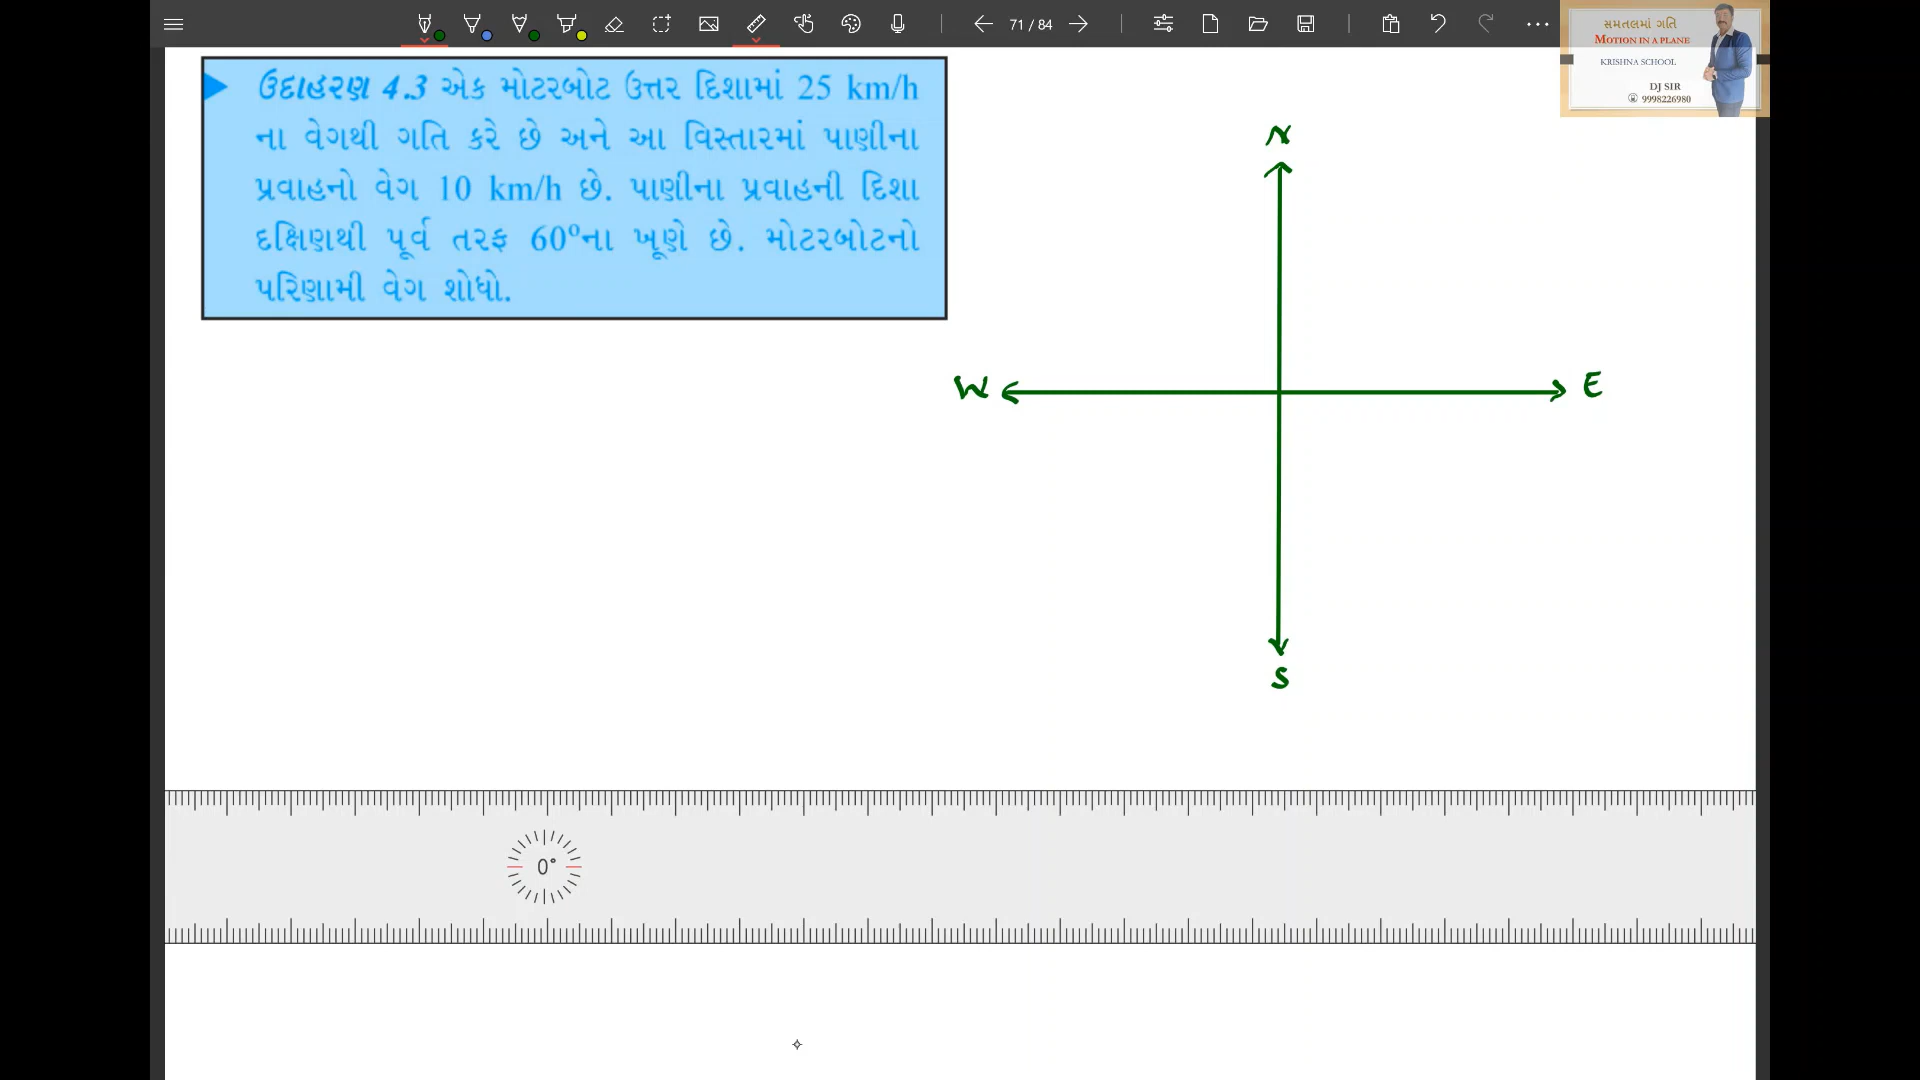 71 / 84
સમતલમાં ગતિ
MOTION IN A PLANE
KRISHNA SCHOOL
DJ SIR
9998226980
ઉદાહરણ 4.3 એક મોટરબોટ ઉત્તર દિશામાં 25 km/h
ના વેગથી ગતિ કરે છે અને આ વિસ્તારમાં પાણીના
પ્રવાહનો વેગ 10 km/h છે. પાણીના પ્રવાહની દિશા
દક્ષિણથી પૂર્વ તરફ 60ºના ખૂણે છે. મોટરબોટનો
પરિણામી વેગ શોધો.
N
W
E
S
0°